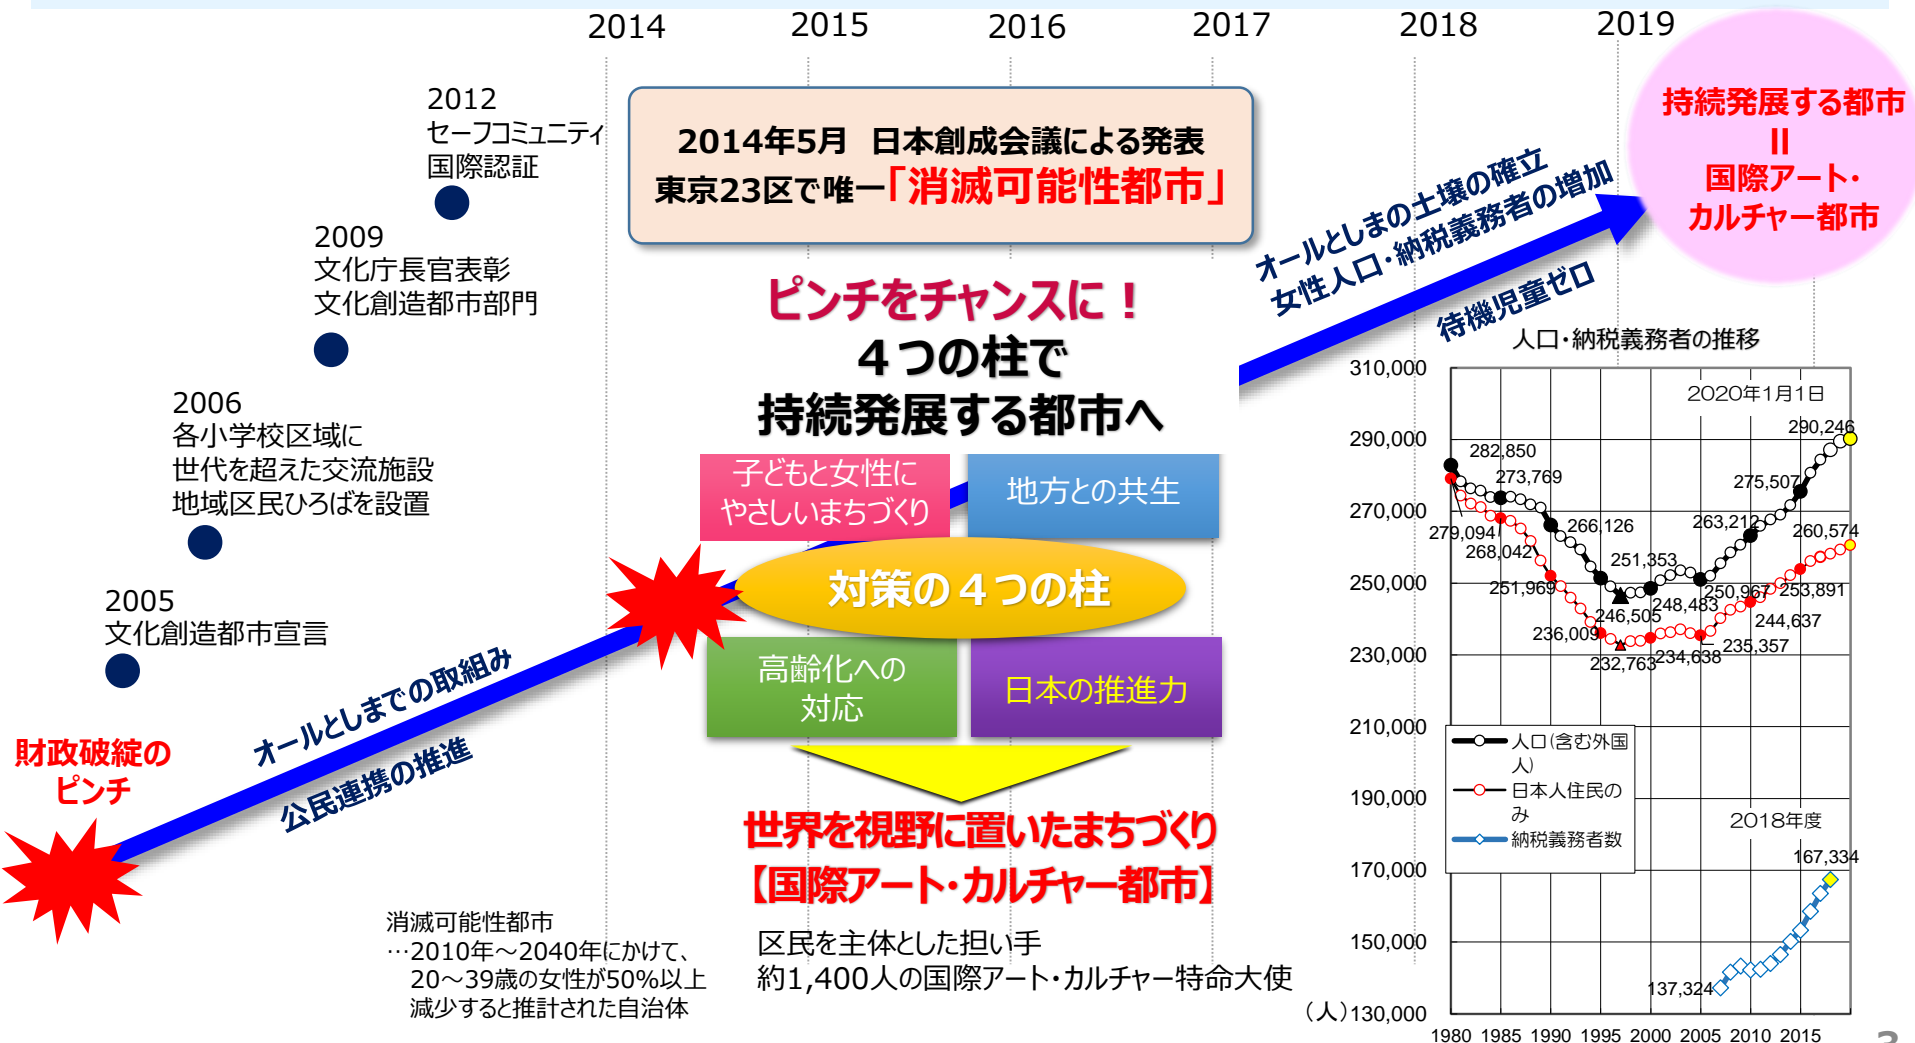 2014
2015
2016
2017
2018
2019
2012
セーフコミュニティ
国際認証
2009
文化庁長官表彰
文化創造都市部門
2006
各小学校区域に
世代を超えた交流施設
地域区民ひろばを設置
2005
文化創造都市宣言
財政破綻の
ピンチ
オールとしまでの取組み
公民連携の推進
2014年5月 日本創成会議による発表
東京23区で唯一「消滅可能性都市」
ピンチをチャンスに！
４つの柱で
持続発展する都市へ
子どもと女性に
やさしいまちづくり
地方との共生
対策の４つの柱
高齢化への
対応
日本の推進力
世界を視野に置いたまちづくり
【国際アート・カルチャー都市】
区民を主体とした担い手
約1,400人の国際アート・カルチャー特命大使
消滅可能性都市
…2010年～2040年にかけて、
20～39歳の女性が50%以上
減少すると推計された自治体
オールとしまの土壌の確立
女性人口・納税義務者の増加
待機児童ゼロ
持続発展する都市
||
国際アート・
カルチャー都市
人口・納税義務者の推移
2020年1月1日
310,000
290,000
270,000
250,000
230,000
210,000
190,000
170,000
150,000
（人）130,000
282,850
273,769
266,126
251,353
246,505
248,483
250,967
263,212
275,507
290,246
279,094
268,042
251,969
236,009
232,763
234,638
235,357
244,637
253,891
260,574
人口(含む外国
人)
日本人住民の
み
納税義務者数
2018年度
167,334
137,324
1980 1985 1990 1995 2000 2005 2010 2015
3